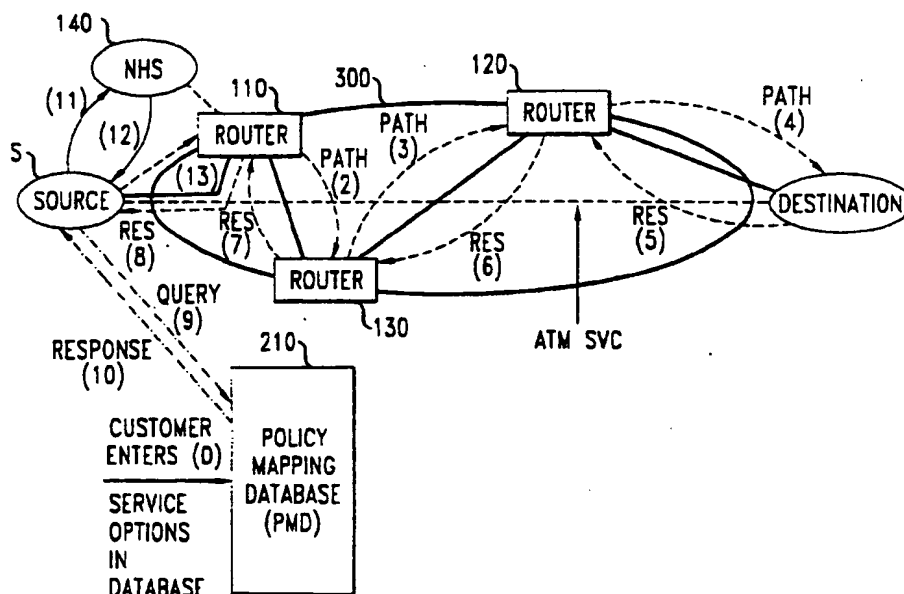 140
NHS
(11)
(12)
S
SOURCE
(13)
110
ROUTER
300
PATH
(2)
PATH
(3)
120
ROUTER
PATH
(4)
DESTINATION
RES
(5)
RES
(6)
RES
(7)
RES
(8)
ROUTER
130
ATM SVC
QUERY
(9)
RESPONSE
(10)
210
CUSTOMER
ENTERS (D)
SERVICE
OPTIONS
IN
DATABASE
POLICY
MAPPING
DATABASE
(PMD)